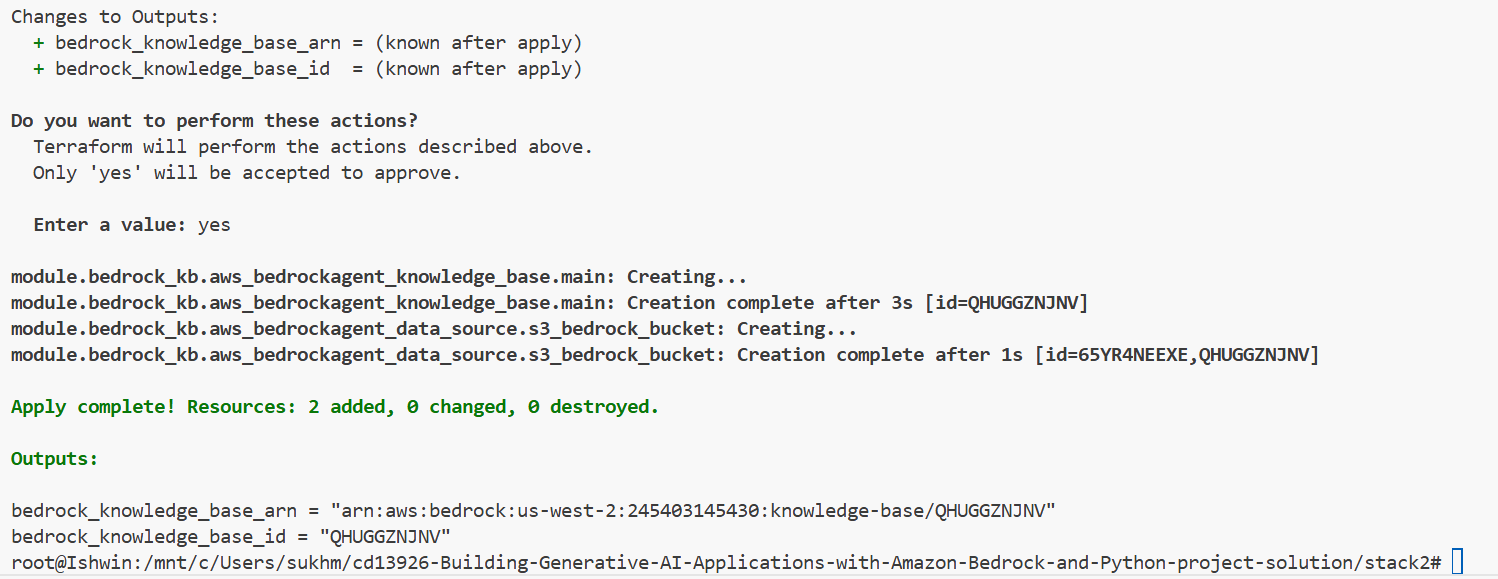 Changes to Outputs:
  + bedrock_knowledge_base_arn = (known after apply)
  + bedrock_knowledge_base_id  = (known after apply)
Do you want to perform these actions?
  Terraform will perform the actions described above.
  Only 'yes' will be accepted to approve.
  Enter a value: yes
module.bedrock_kb.aws_bedrockagent_knowledge_base.main: Creating...
module.bedrock_kb.aws_bedrockagent_knowledge_base.main: Creation complete after 3s [id=QHUGGZNJNV]
module.bedrock_kb.aws_bedrockagent_data_source.s3_bedrock_bucket: Creating...
module.bedrock_kb.aws_bedrockagent_data_source.s3_bedrock_bucket: Creation complete after 1s [id=65YR4NEEXE,QHUGGZNJNV]
Apply complete! Resources: 2 added, 0 changed, 0 destroyed.
Outputs:
bedrock_knowledge_base_arn = "arn:aws:bedrock:us-west-2:245403145430:knowledge-base/QHUGGZNJNV"
bedrock_knowledge_base_id = "QHUGGZNJNV"
root@Ishwin:/mnt/c/Users/sukhm/cd13926-Building-Generative-AI-Applications-with-Amazon-Bedrock-and-Python-project-solution/stack2#